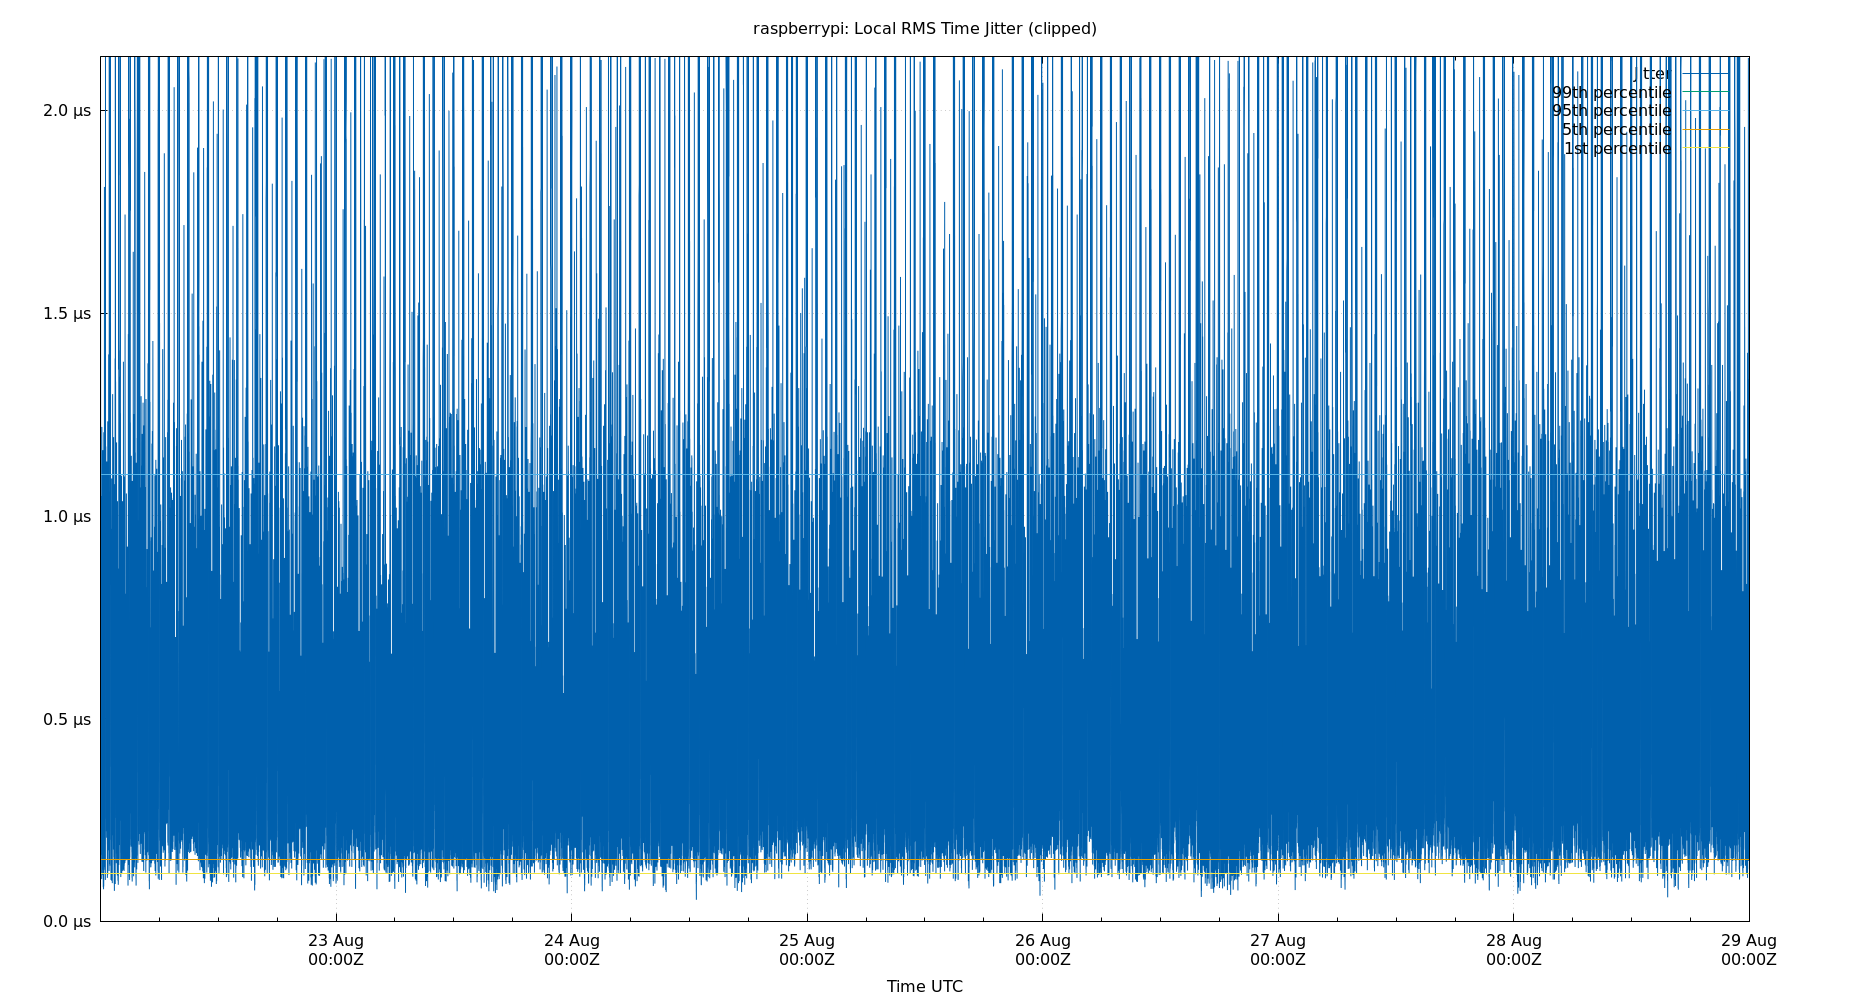 raspberrypi: Local RMS Time Jitter (clipped)
jitter
99th percentile
95th percentile
5th percentile
1st percentile
2.0 µs
1.5 µs
1.0 µs
0.5 µs
0.0 µs
23 Aug
00:00Z
24 Aug
00:00Z
25 Aug
00:00Z
26 Aug
00:00Z
27 Aug
00:00Z
28 Aug
00:00Z
29 Aug
00:00Z
Time UTC